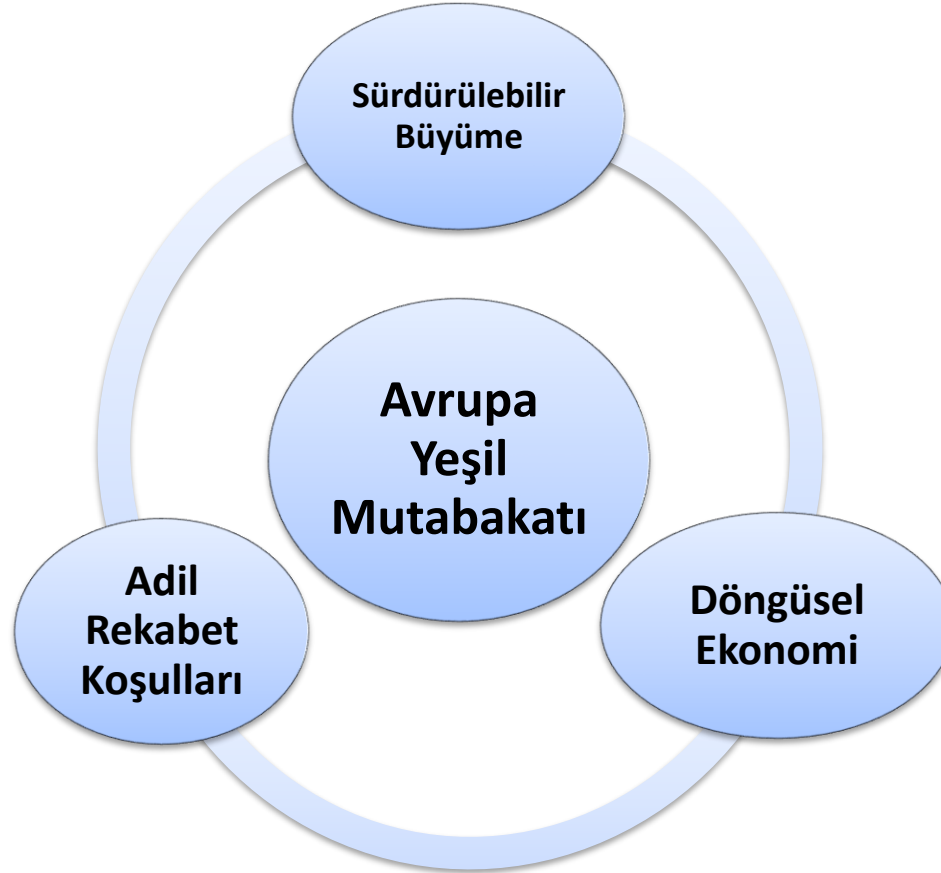 Sürdürülebilir
Büyüme
Avrupa
Yeşil
Mutabakatı
Adil
Rekabet
Koşulları
Döngüsel
Ekonomi